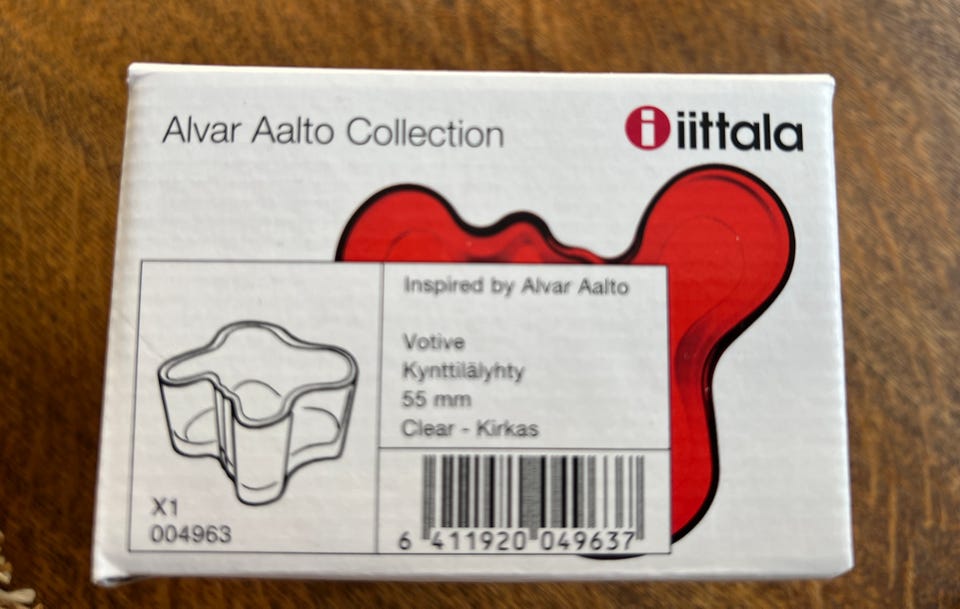 Alvar Aalto Collection
iittala
Inspired by Alvar Aalto
Votive
Kynttilälyhty
55 mm
Clear - Kirkas
X1
004963
6 411920 049637